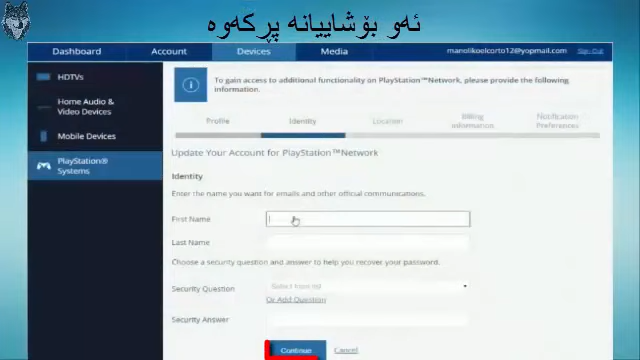 ئەو بۆشاییانە پڕکەوە
Dashboard Account Devices Media manolikoelcorto12@yopmail.com Sign Out
HDTVs
Home Audio &
Video Devices
Mobile Devices
PlayStation®
Systems
To gain access to additional functionality on PlayStation™Network, please provide the following
information.
Profile Identity Location Billing
Information Notification
Preferences
Update Your Account for PlayStation™Network
Identity
Enter the name you want for emails and other official communications.
First Name
Last Name
Choose a security question and answer to help you recover your password.
Security Question Select from list
Or Add Question
Security Answer
Continue Cancel